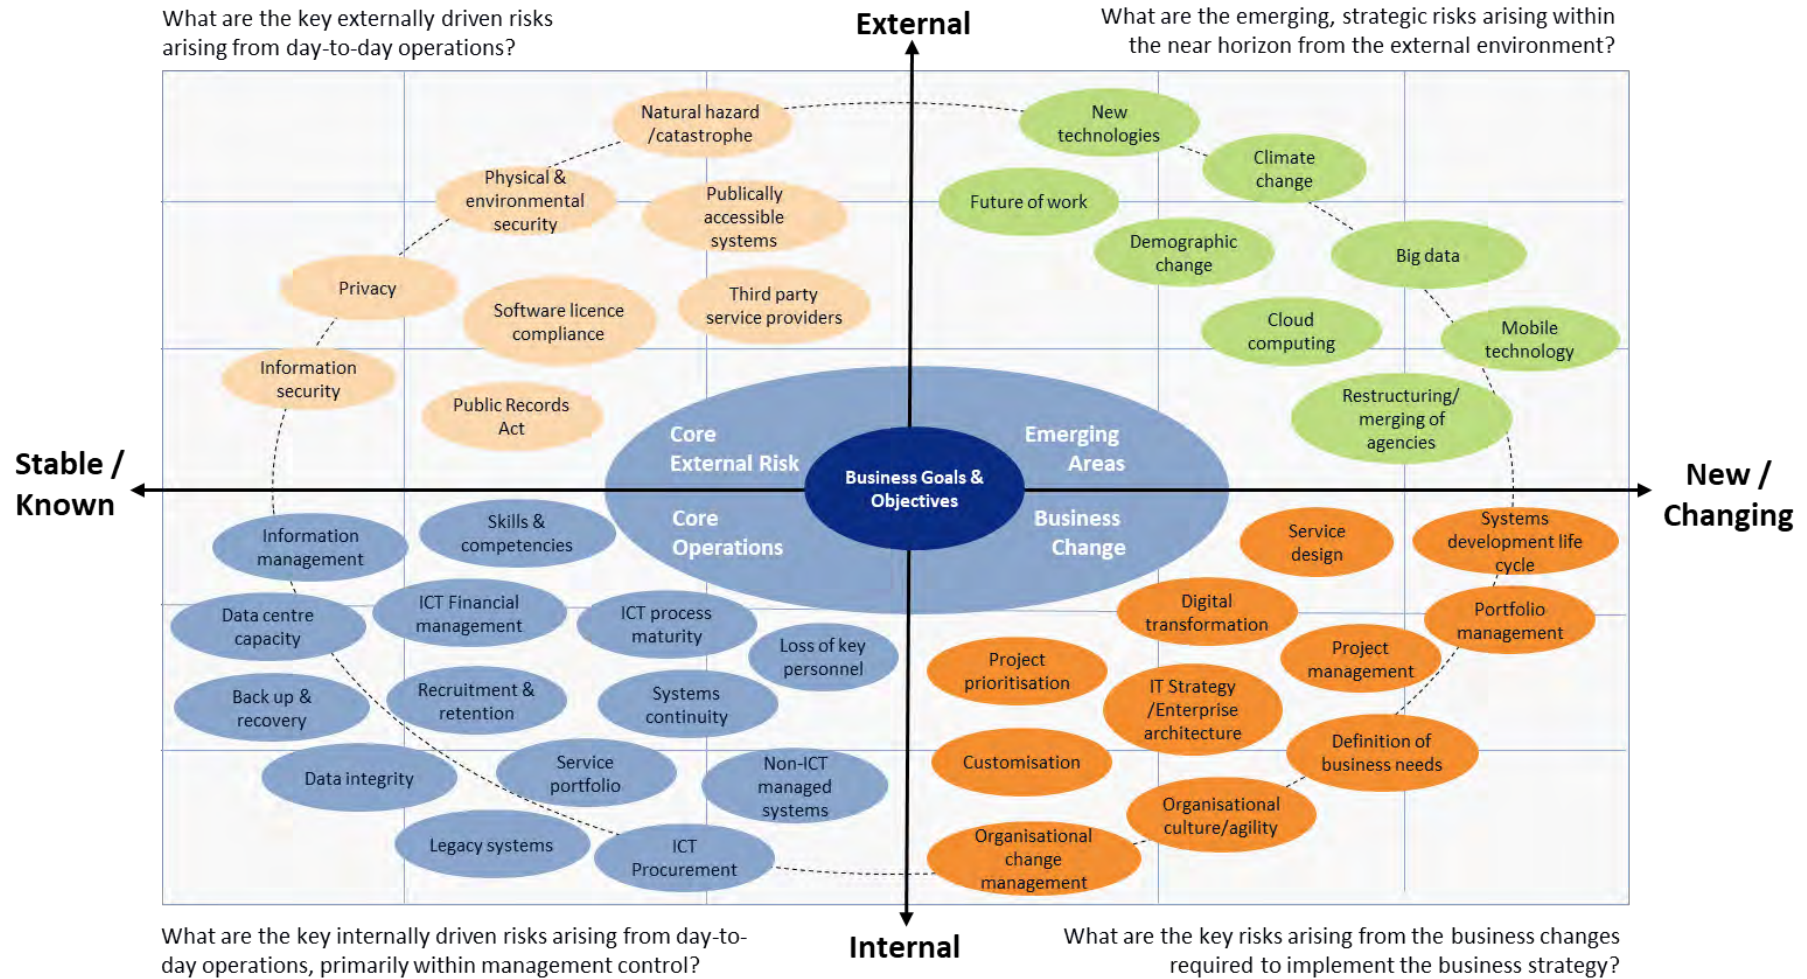 What are the key externally driven risks
arising from day-to-day operations?
External
What are the emerging, strategic risks arising within
the near horizon from the external environment?
Natural hazard
/catastrophe
Physical &
environmental
security
Publically
accessible
systems
Privacy
Software licence
compliance
Third party
service providers
Information
security
Public Records
Act
New
technologies
Climate
change
Future of work
Demographic
change
Big data
Cloud
computing
Mobile
technology
Restructuring/
merging of
agencies
Core
External Risk
Emerging
Areas
Business Goals &
Objectives
Core
Operations
Business
Change
Stable /
Known
New /
Changing
Information
management
Skills &
competencies
Data centre
capacity
ICT Financial
management
ICT process
maturity
Loss of key
personnel
Back up &
recovery
Recruitment &
retention
Systems
continuity
Data integrity
Service
portfolio
Non-ICT
managed
systems
Legacy systems
ICT
Procurement
Service
design
Systems
development life
cycle
Digital
transformation
Portfolio
management
Project
prioritisation
Project
management
IT Strategy
/Enterprise
architecture
Customisation
Definition of
business needs
Organisational
culture/agility
Organisational
change
management
What are the key internally driven risks arising from day-to-
day operations, primarily within management control?
Internal
What are the key risks arising from the business changes
required to implement the business strategy?